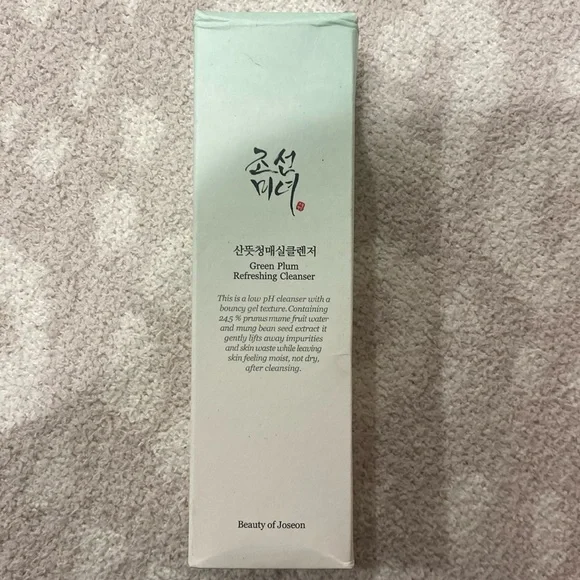 조선
미녀
산뜻청매실클렌저
Green Plum
Refreshing Cleanser
This is a low pH cleanser with a
bouncy gel texture. Containing
24,5 % prunus mume fruit water
and mung bean seed extract it
gently lifts away impurities
and skin waste while leaving
skin feeling moist, not dry,
after cleansing.
Beauty of Joseon